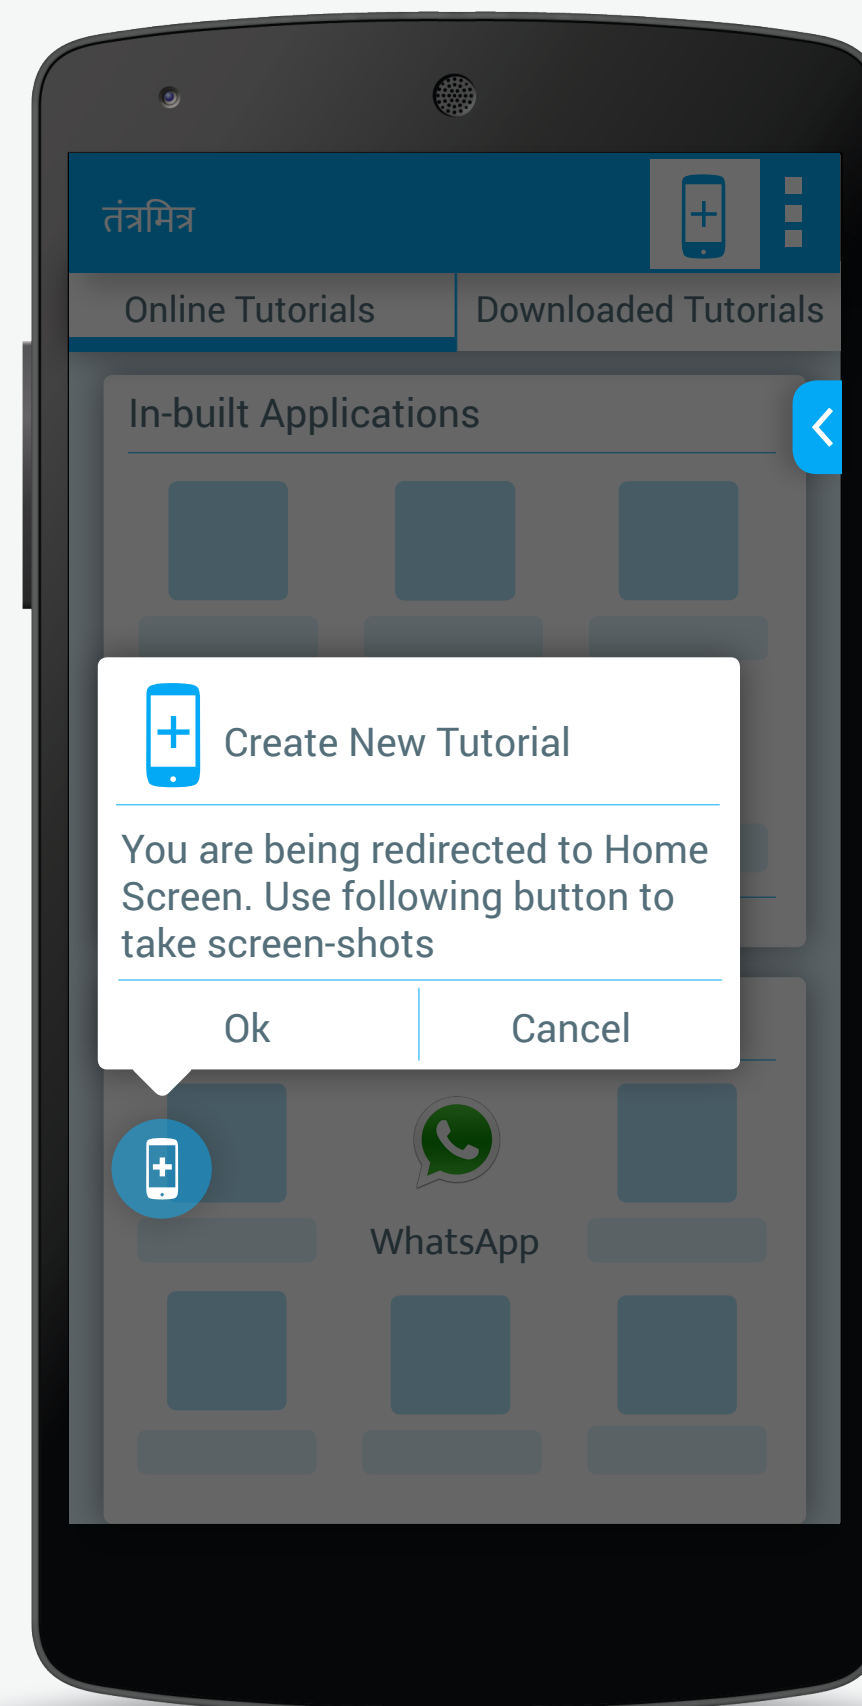 तंत्रमित्र
Online Tutorials
Downloaded Tutorials
In-built Applications
Create New Tutorial
You are being redirected to Home
Screen. Use following button to
take screen-shots
Ok
Cancel
WhatsApp